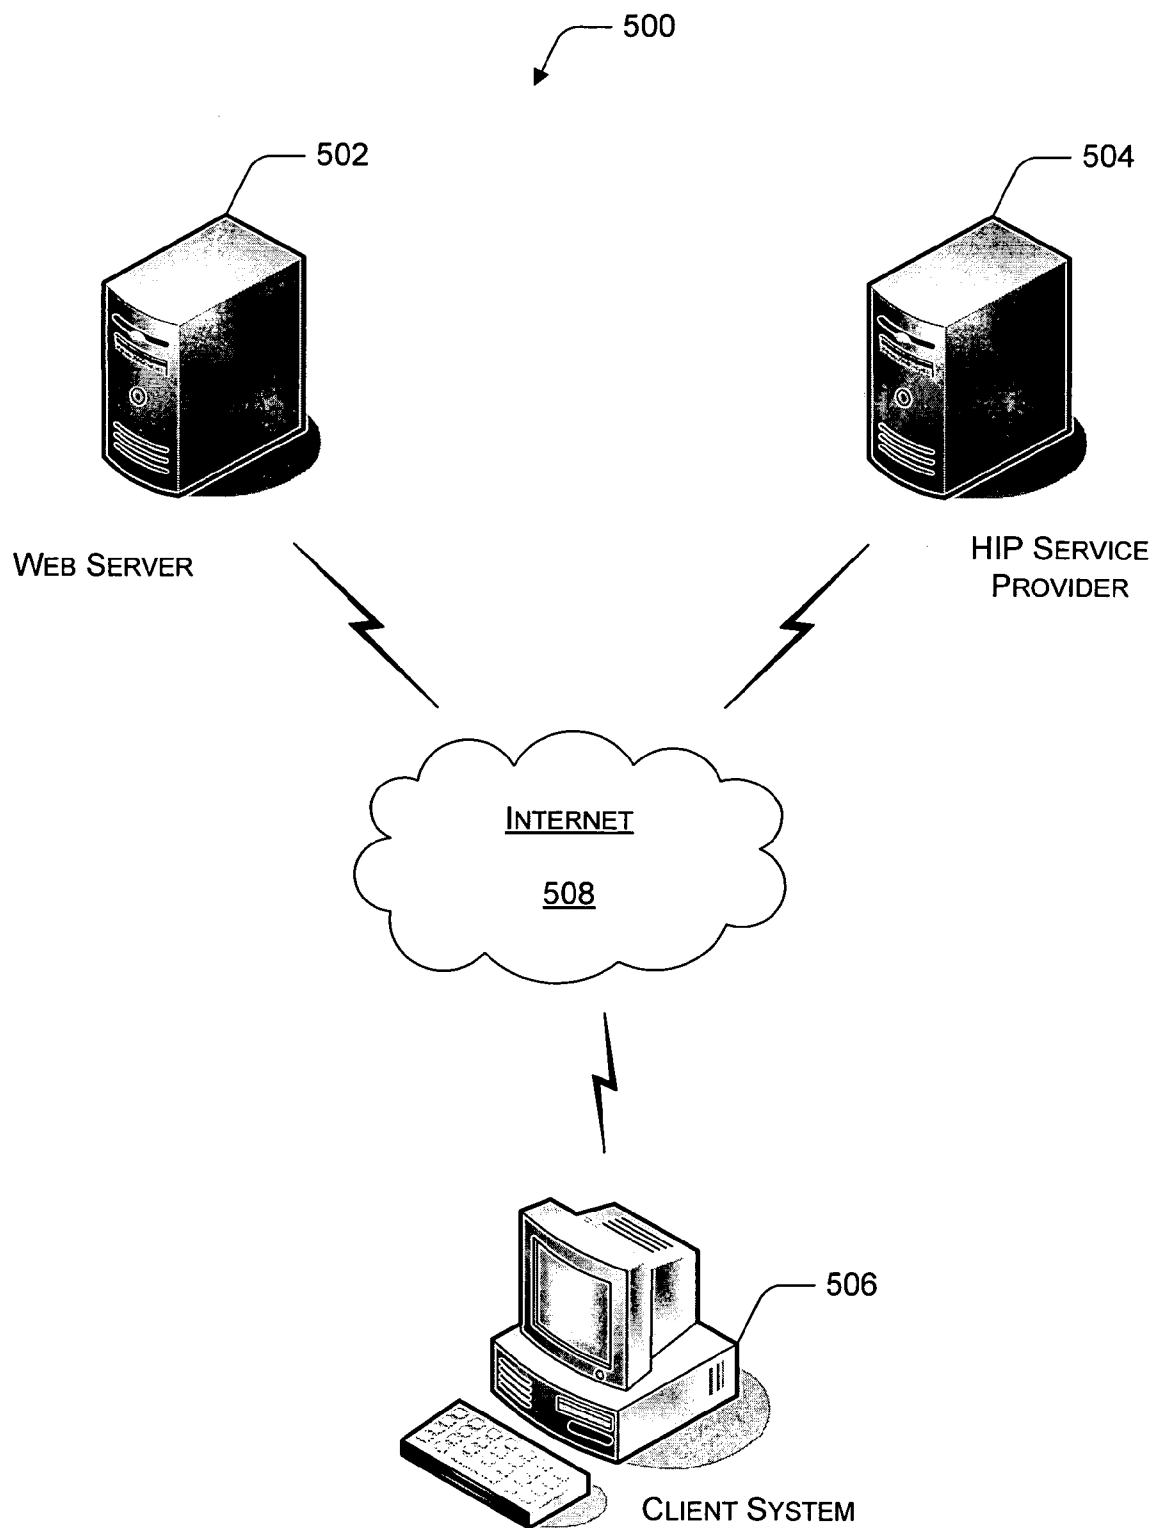 500
502
504
WEB SERVER
HIP SERVICE
PROVIDER
INTERNET
508
506
CLIENT SYSTEM